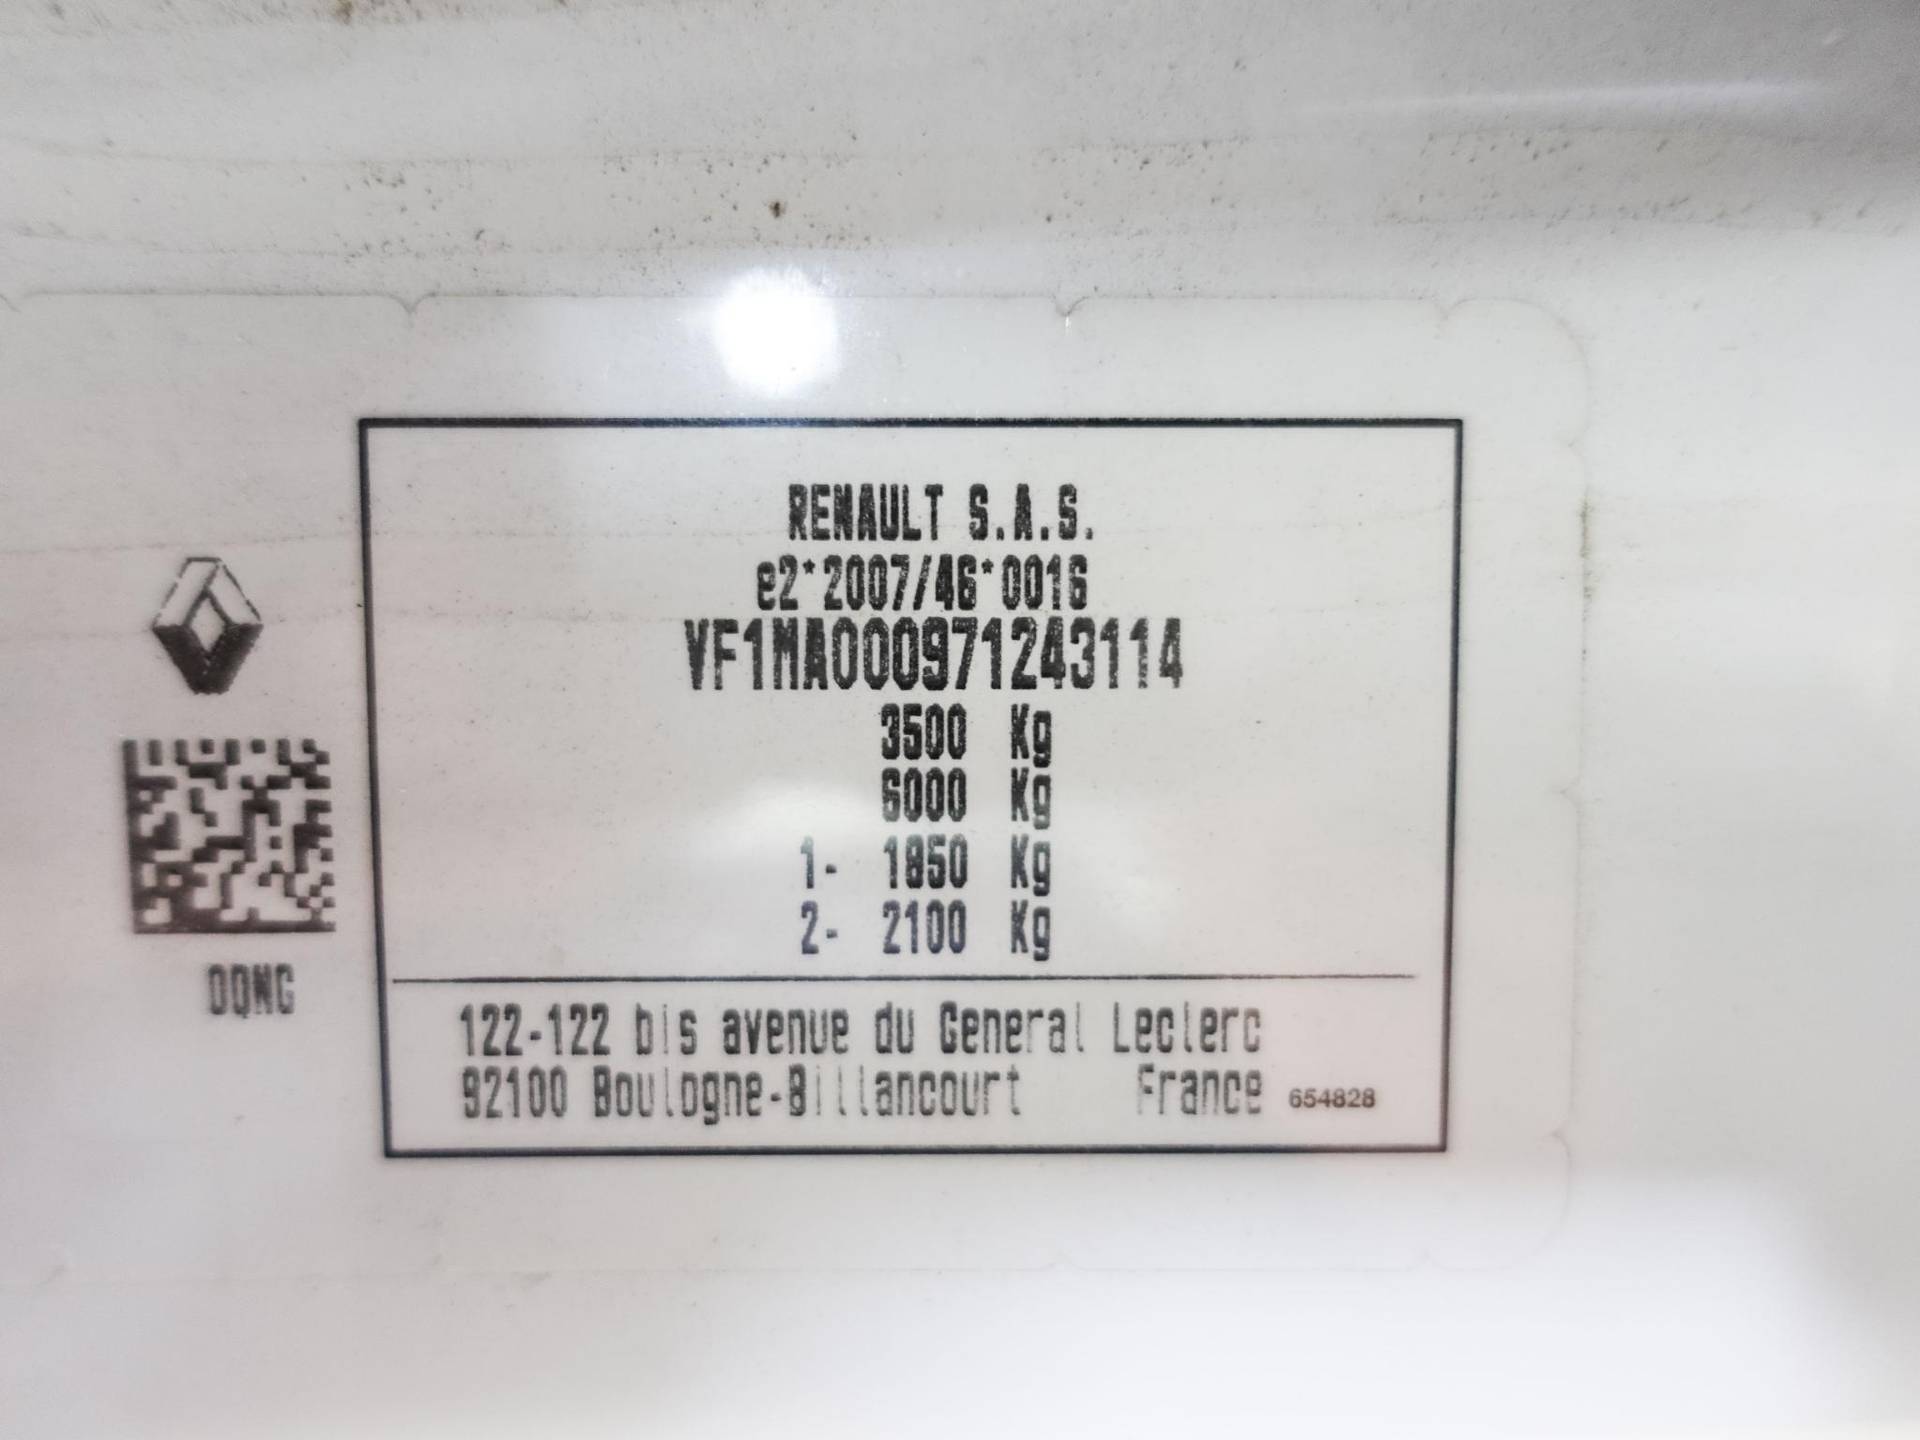 RENAULT S.A.S.
e2*2007/46*0016
VF1MA000971243114
3500 Kg
6000 Kg
1- 1850 Kg
2- 2100 Kg
OQNG
122-122 bis avenue du General Leclerc
92100 Boulogne-Billancourt France 654828